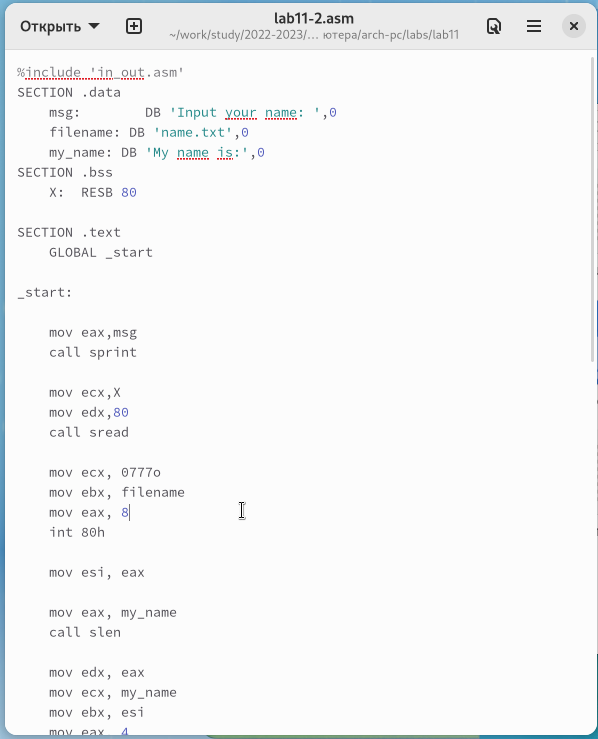 Открыть
lab11-2.asm
~/work/study/2022-2023/... ютера/arch-pc/labs/lab11
%include 'in_out.asm'
SECTION .data
    msg:        DB 'Input your name: ',0
    filename: DB 'name.txt',0
    my_name: DB 'My name is:',0
SECTION .bss
    X:  RESB 80

SECTION .text
    GLOBAL _start

_start:

    mov eax,msg
    call sprint

    mov ecx,X
    mov edx,80
    call sread

    mov ecx, 0777o
    mov ebx, filename
    mov eax, 8
    int 80h

    mov esi, eax

    mov eax, my_name
    call slen

    mov edx, eax
    mov ecx, my_name
    mov ebx, esi
    mov eax, 4